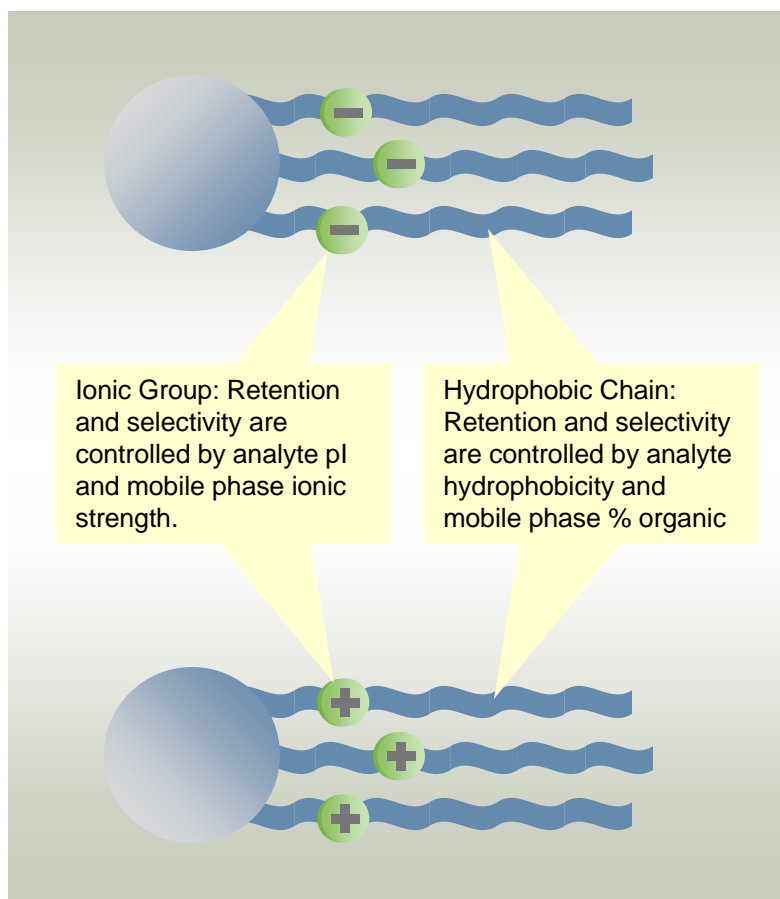 Ionic Group: Retention
and selectivity are
controlled by analyte pI
and mobile phase ionic
strength.
Hydrophobic Chain:
Retention and selectivity
are controlled by analyte
hydrophobicity and
mobile phase % organic